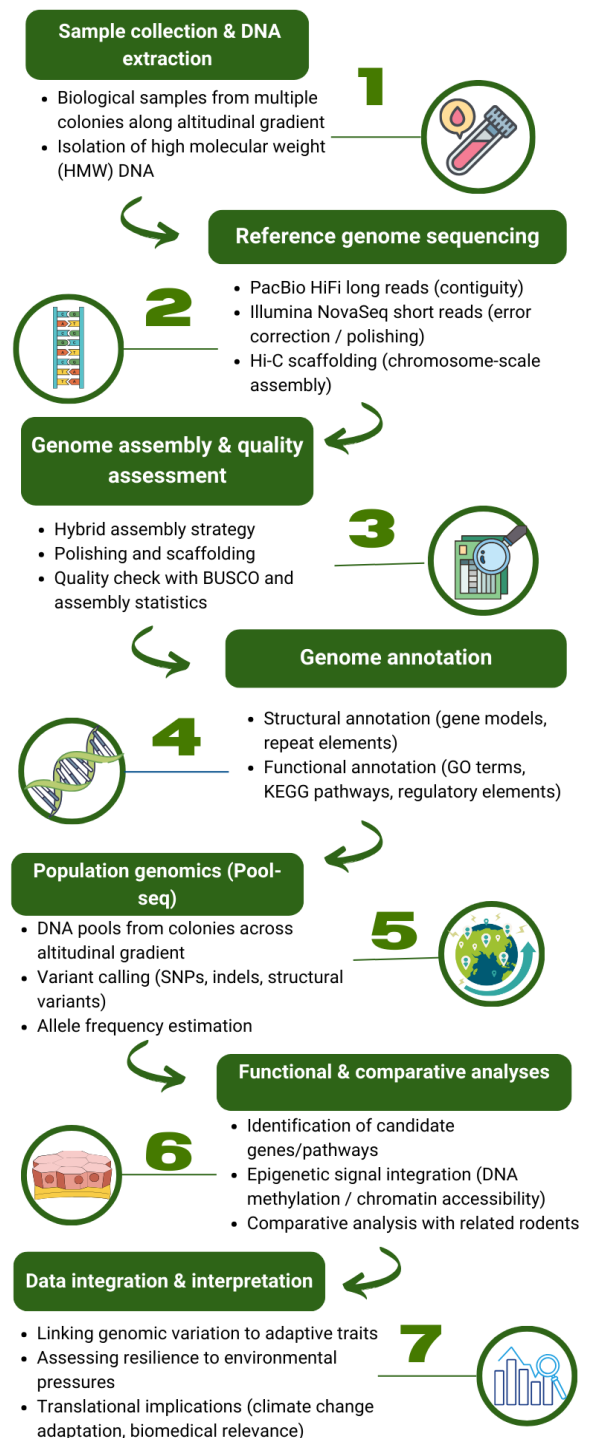 Sample collection & DNA
extraction
1
• Biological samples from multiple
colonies along altitudinal gradient
• Isolation of high molecular weight
(HMW) DNA
Reference genome sequencing
2
• PacBio HiFi long reads (contiguity)
• Illumina NovaSeq short reads (error
correction / polishing)
• Hi-C scaffolding (chromosome-scale
assembly)
Genome assembly & quality
assessment
3
• Hybrid assembly strategy
• Polishing and scaffolding
• Quality check with BUSCO and
assembly statistics
Genome annotation
4
• Structural annotation (gene models,
repeat elements)
• Functional annotation (GO terms,
KEGG pathways, regulatory elements)
Population genomics (Pool-
seq)
5
• DNA pools from colonies across
altitudinal gradient
• Variant calling (SNPs, indels, structural
variants)
• Allele frequency estimation
Functional & comparative analyses
6
• Identification of candidate
genes/pathways
• Epigenetic signal integration (DNA
methylation / chromatin accessibility)
• Comparative analysis with related rodents
Data integration & interpretation
7
• Linking genomic variation to adaptive traits
• Assessing resilience to environmental
pressures
• Translational implications (climate change
adaptation, biomedical relevance)